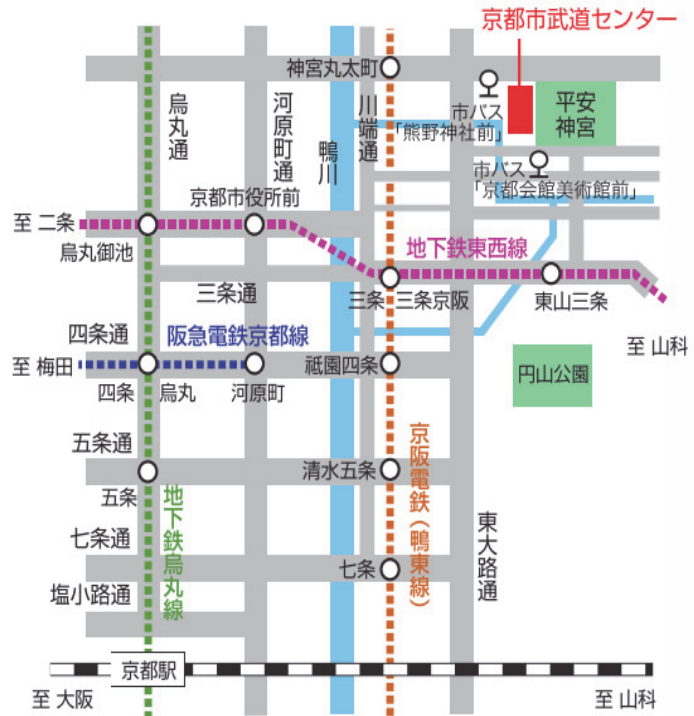 京都市武道センター
神宮丸太町
市バス
「熊野神社前」
平安
神宮
烏丸通
河原町通
鴨川
川端通
市バス
「京都会館美術館前」
京都市役所前
至 二条
烏丸御池
地下鉄東西線
三条通
三条
三条京阪
東山三条
至 山科
四条通
阪急電鉄京都線
至 梅田
四条
烏丸
河原町
祇園四条
円山公園
五条通
五条
清水五条
京阪電鉄(鴨東線)
地下鉄烏丸線
七条通
七条
東大路通
塩小路通
京都駅
至 大阪
至 山科